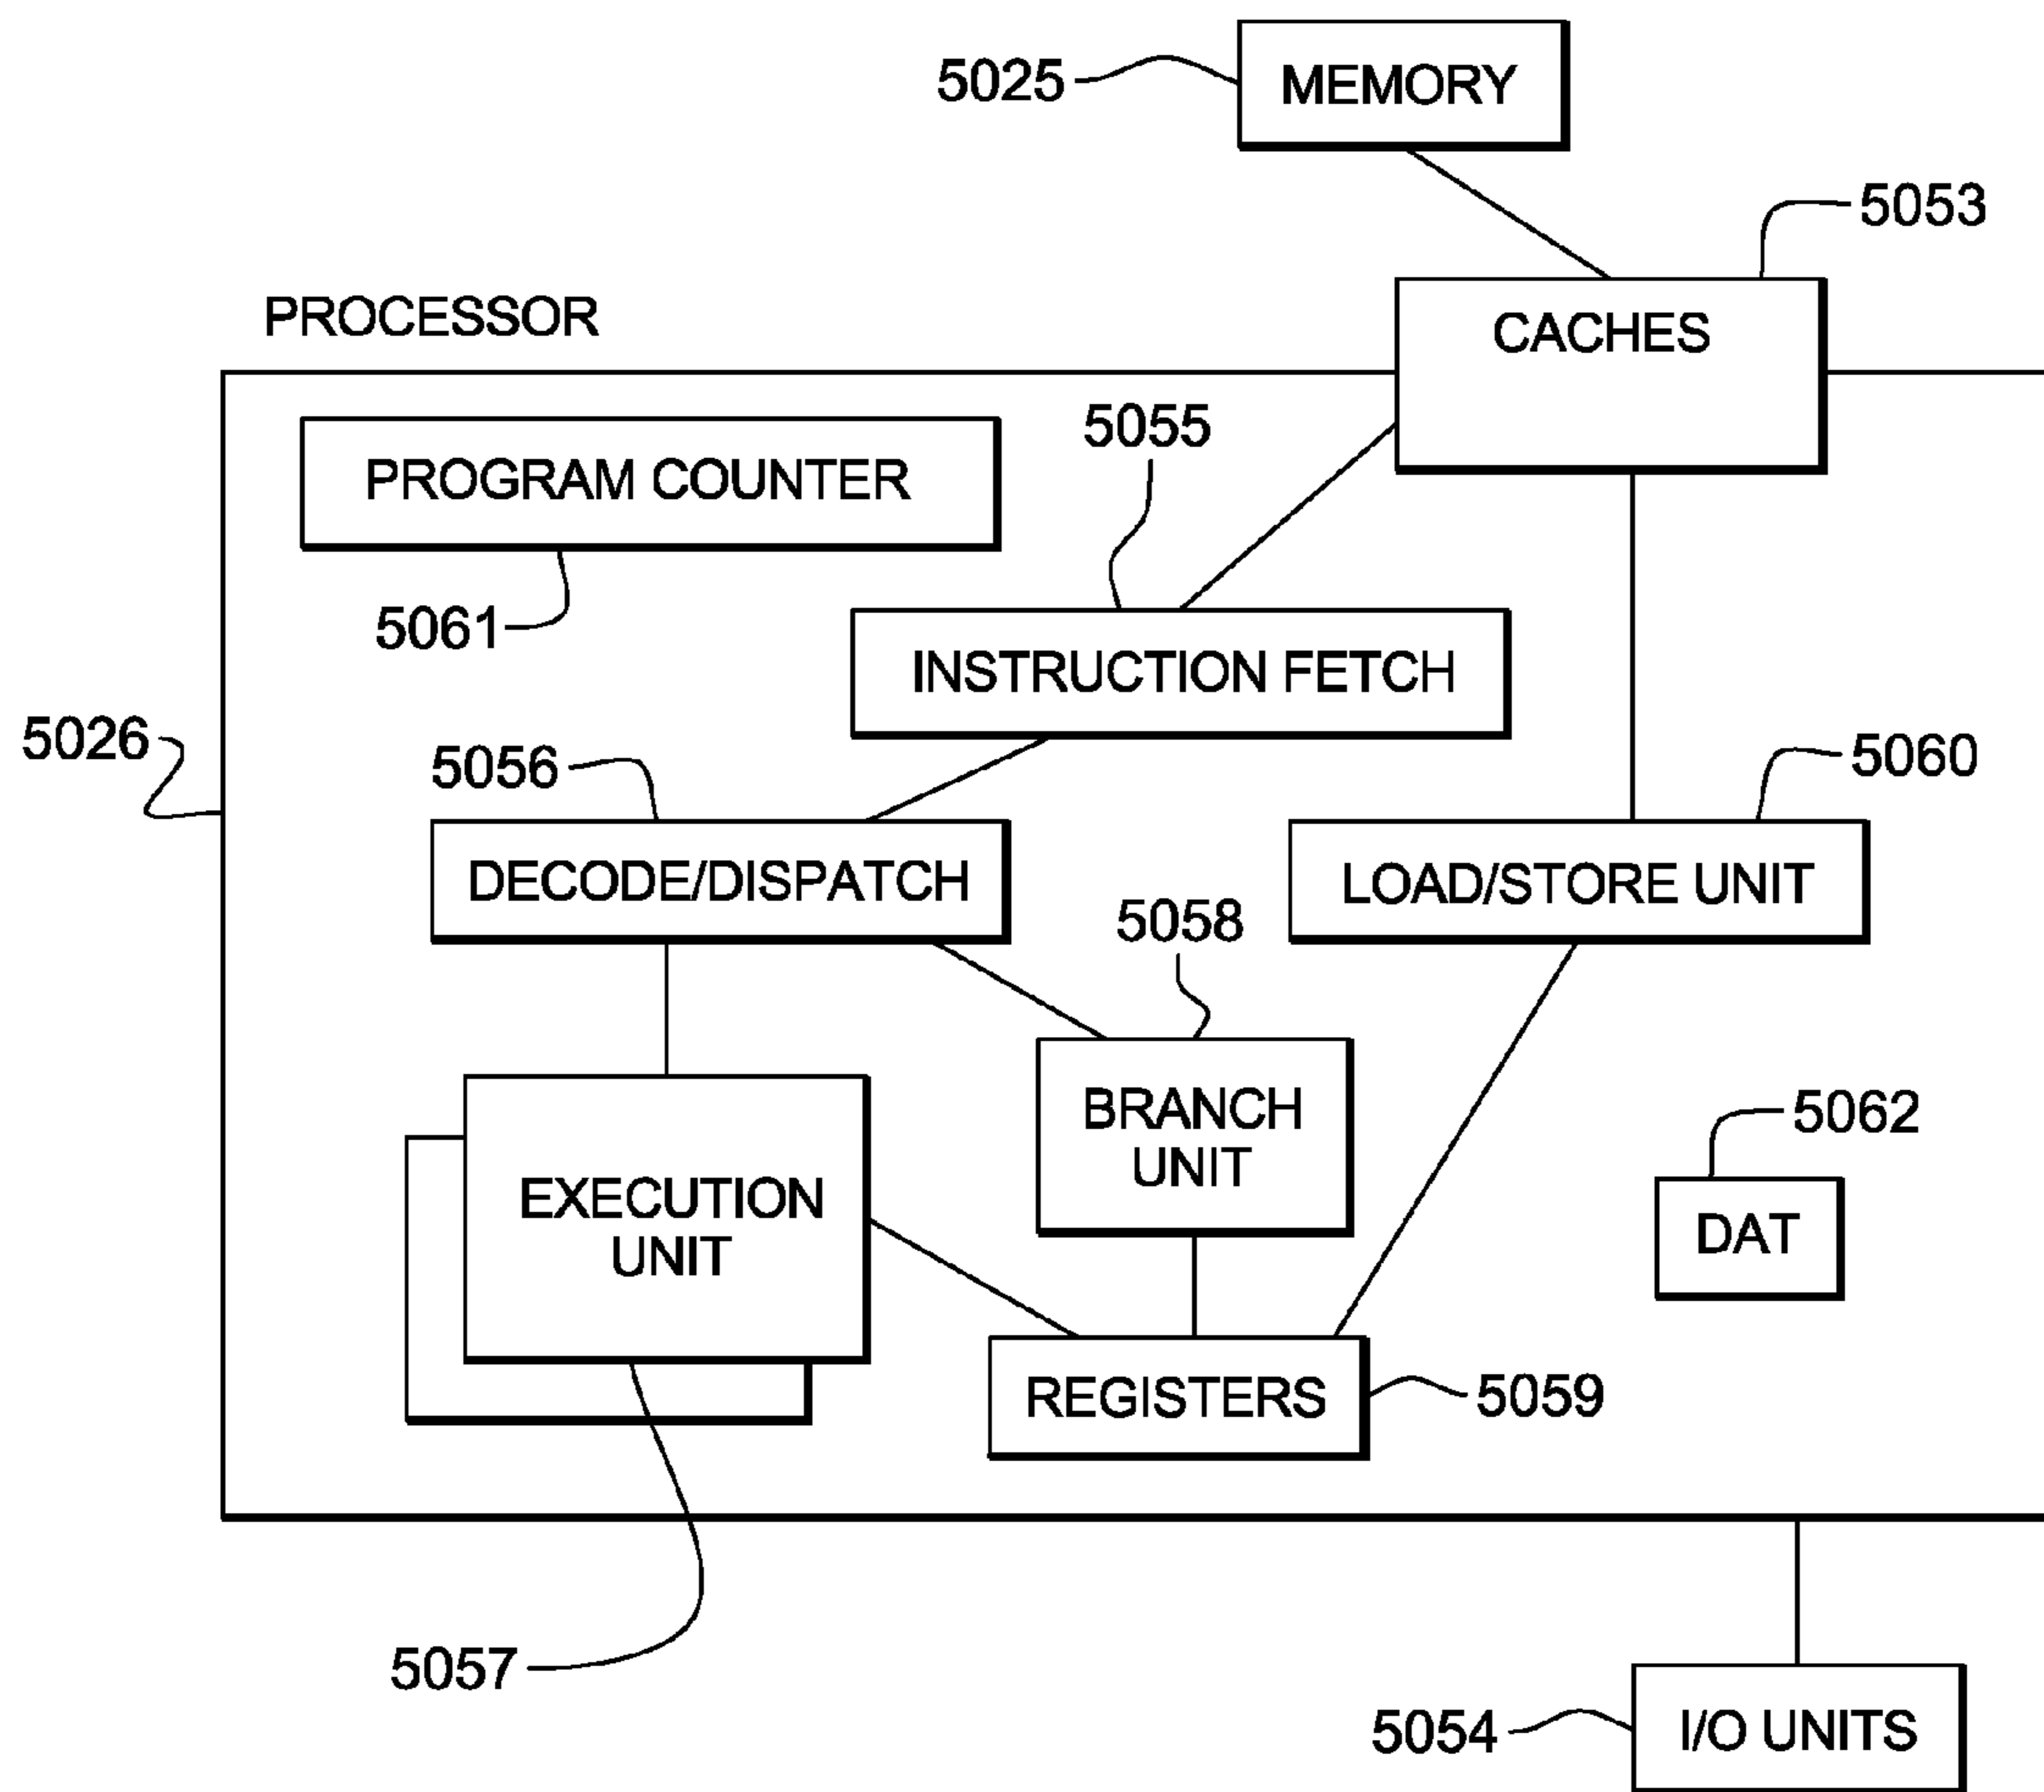 5025
MEMORY
5053
PROCESSOR
CACHES
5055
PROGRAM COUNTER
5061
INSTRUCTION FETCH
5026
5056
5060
DECODE/DISPATCH
LOAD/STORE UNIT
5058
BRANCH
UNIT
5062
EXECUTION
UNIT
DAT
REGISTERS
5059
5057
5054
I/O UNITS